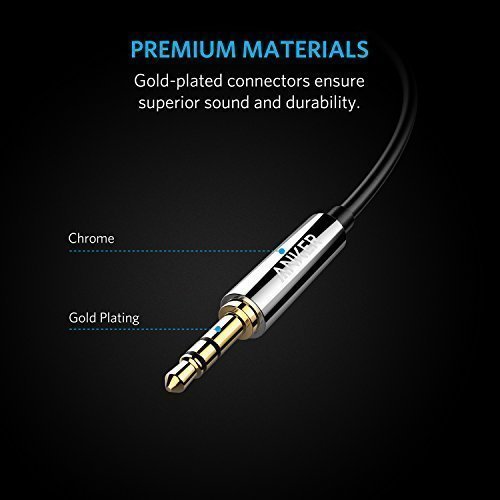 PREMIUM MATERIALS
Gold-plated connectors ensure
superior sound and durability.
Chrome
ANKER
Gold Plating